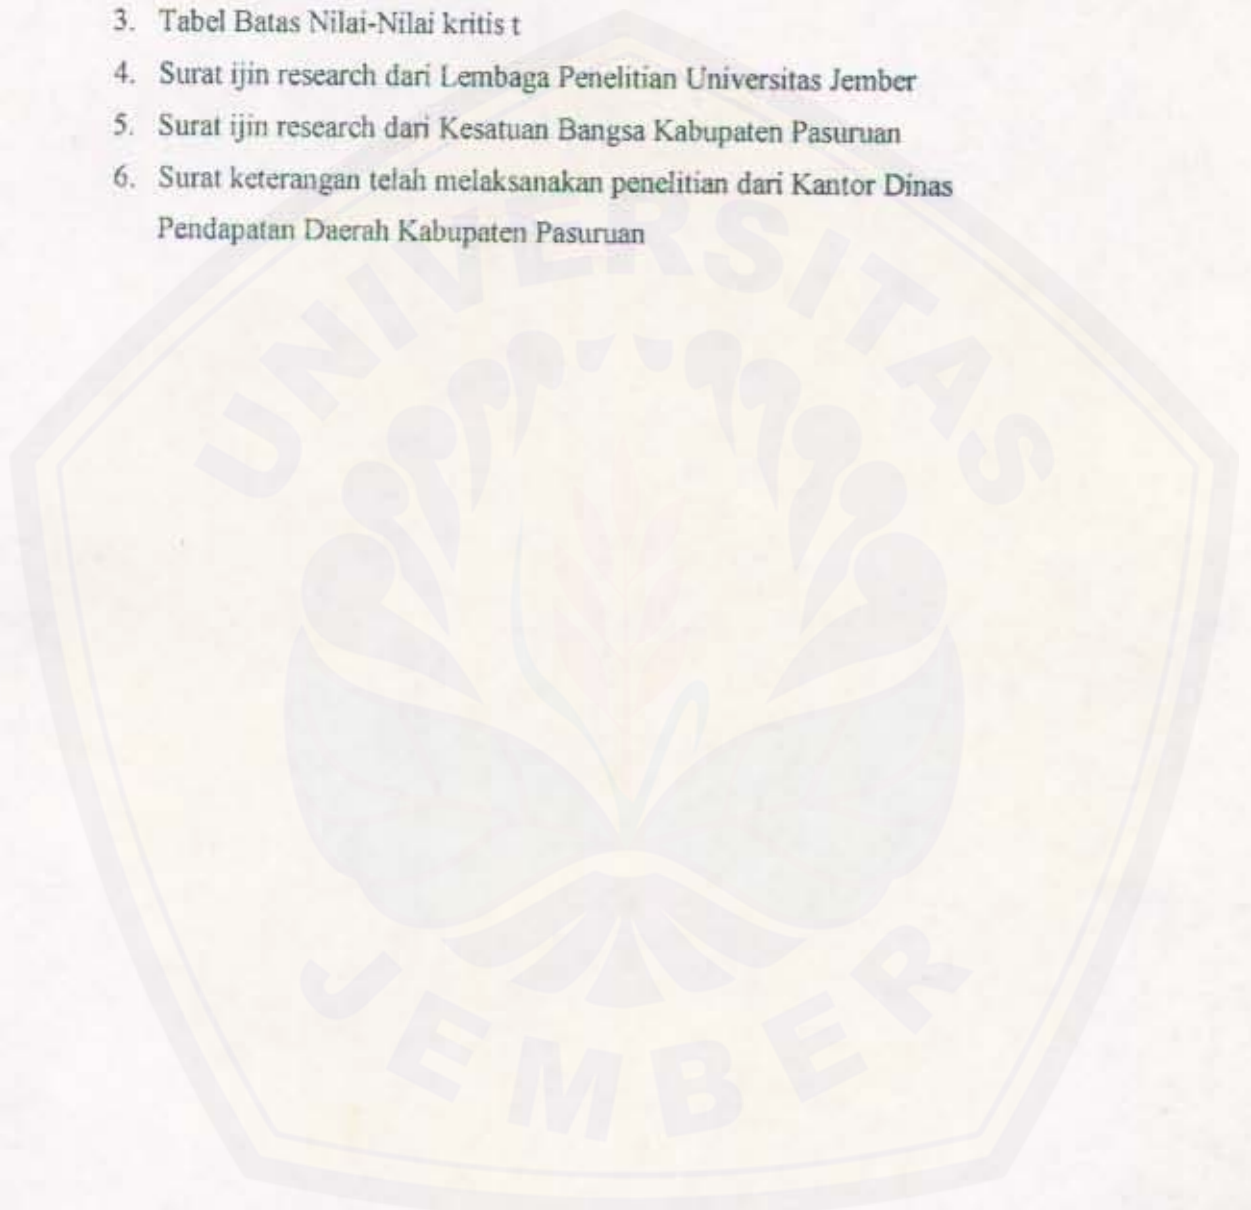 3. Tabel Batas Nilai-Nilai kritis t
4. Surat ijin research dari Lembaga Penelitian Universitas Jember
5. Surat ijin research dari Kesatuan Bangsa Kabupaten Pasuruan
6. Surat keterangan telah melaksanakan penelitian dari Kantor Dinas
Pendapatan Daerah Kabupaten Pasuruan
UNIVERSITAS
JEMBER